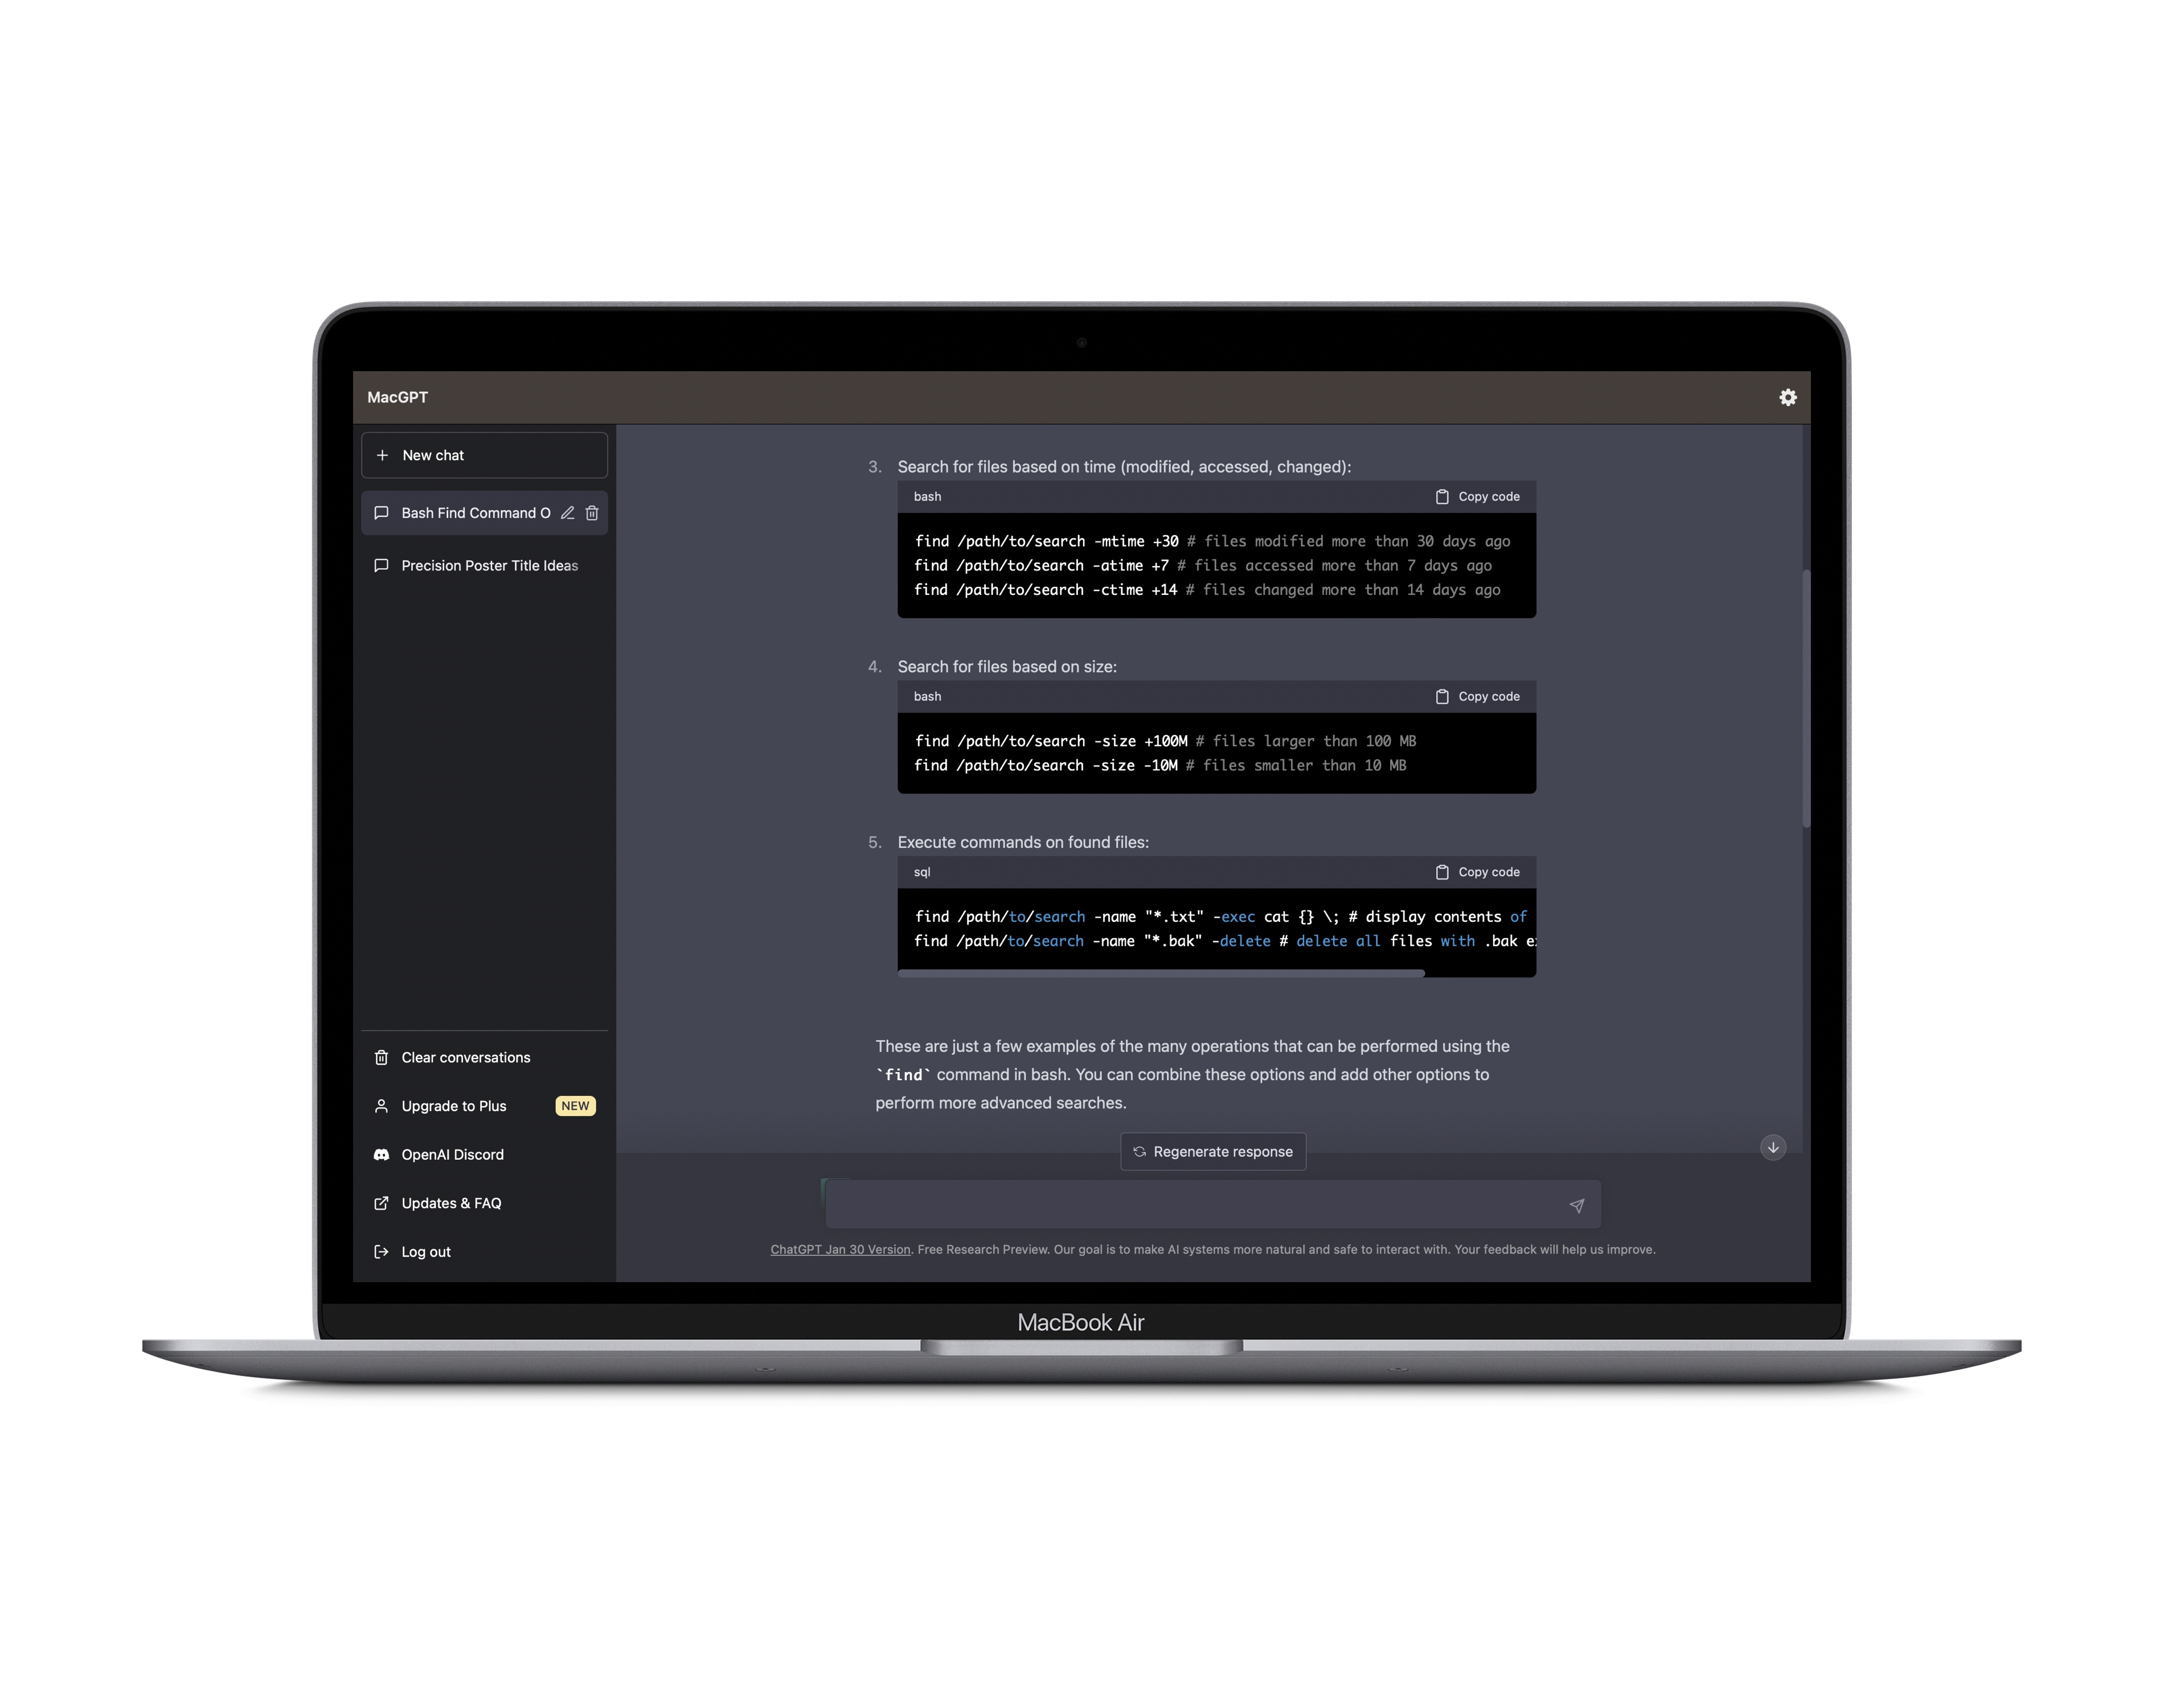 MacGPT
New chat
Bash Find Command O
Precision Poster Title Ideas
Clear conversations
Upgrade to Plus NEW
OpenAI Discord
Updates & FAQ
Log out
3. Search for files based on time (modified, accessed, changed):
bash Copy code
find /path/to/search -mtime +30 # files modified more than 30 days ago
find /path/to/search -atime +7 # files accessed more than 7 days ago
find /path/to/search -ctime +14 # files changed more than 14 days ago
4. Search for files based on size:
bash Copy code
find /path/to/search -size +100M # files larger than 100 MB
find /path/to/search -size -10M # files smaller than 10 MB
5. Execute commands on found files:
sql Copy code
find /path/to/search -name "*.txt" -exec cat {} \; # display contents of
find /path/to/search -name "*.bak" -delete # delete all files with .bak
These are just a few examples of the many operations that can be performed using the
`find` command in bash. You can combine these options and add other options to
perform more advanced searches.
Regenerate response
ChatGPT Jan 30 Version. Free Research Preview. Our goal is to make AI systems more natural and safe to interact with. Your feedback will help us improve.
MacBook Air